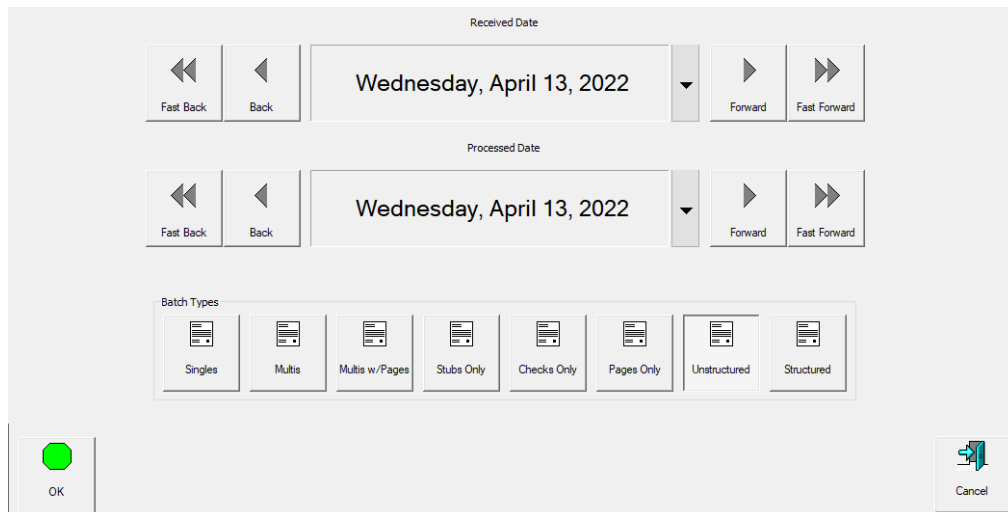 Received Date
Fast Back
Back
Wednesday, April 13, 2022
Forward
Fast Forward
Processed Date
Fast Back
Back
Wednesday, April 13, 2022
Forward
Fast Forward
Batch Types
Singles
Multis
Multis w/Pages
Stubs Only
Checks Only
Pages Only
Unstructured
Structured
OK
Cancel